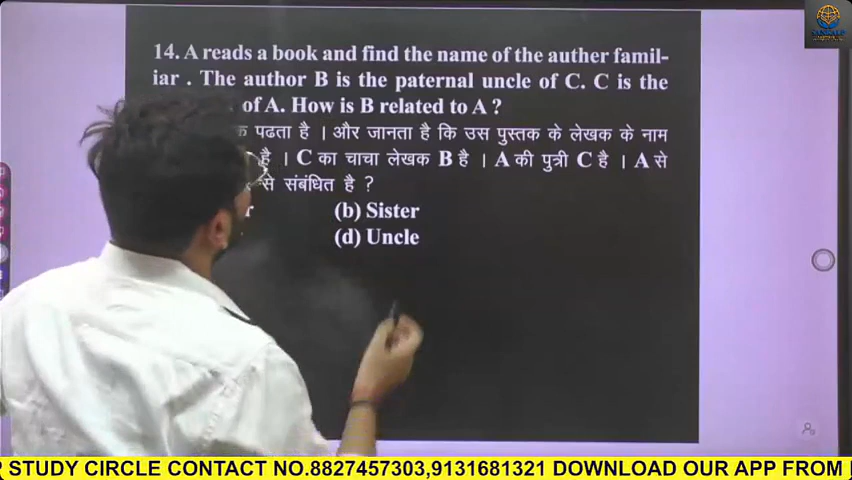 14. A reads a book and find the name of the auther famil-
iar . The author B is the paternal uncle of C. C is the
of A. How is B related to A ?
पढता है । और जानता है कि उस पुस्तक के लेखक के नाम
है । C का चाचा लेखक B है । A की पुत्री C है । A से
से संबंधित है ?
(b) Sister
(d) Uncle
STUDY CIRCLE CONTACT NO.8827457303,9131681321 DOWNLOAD OUR APP FROM